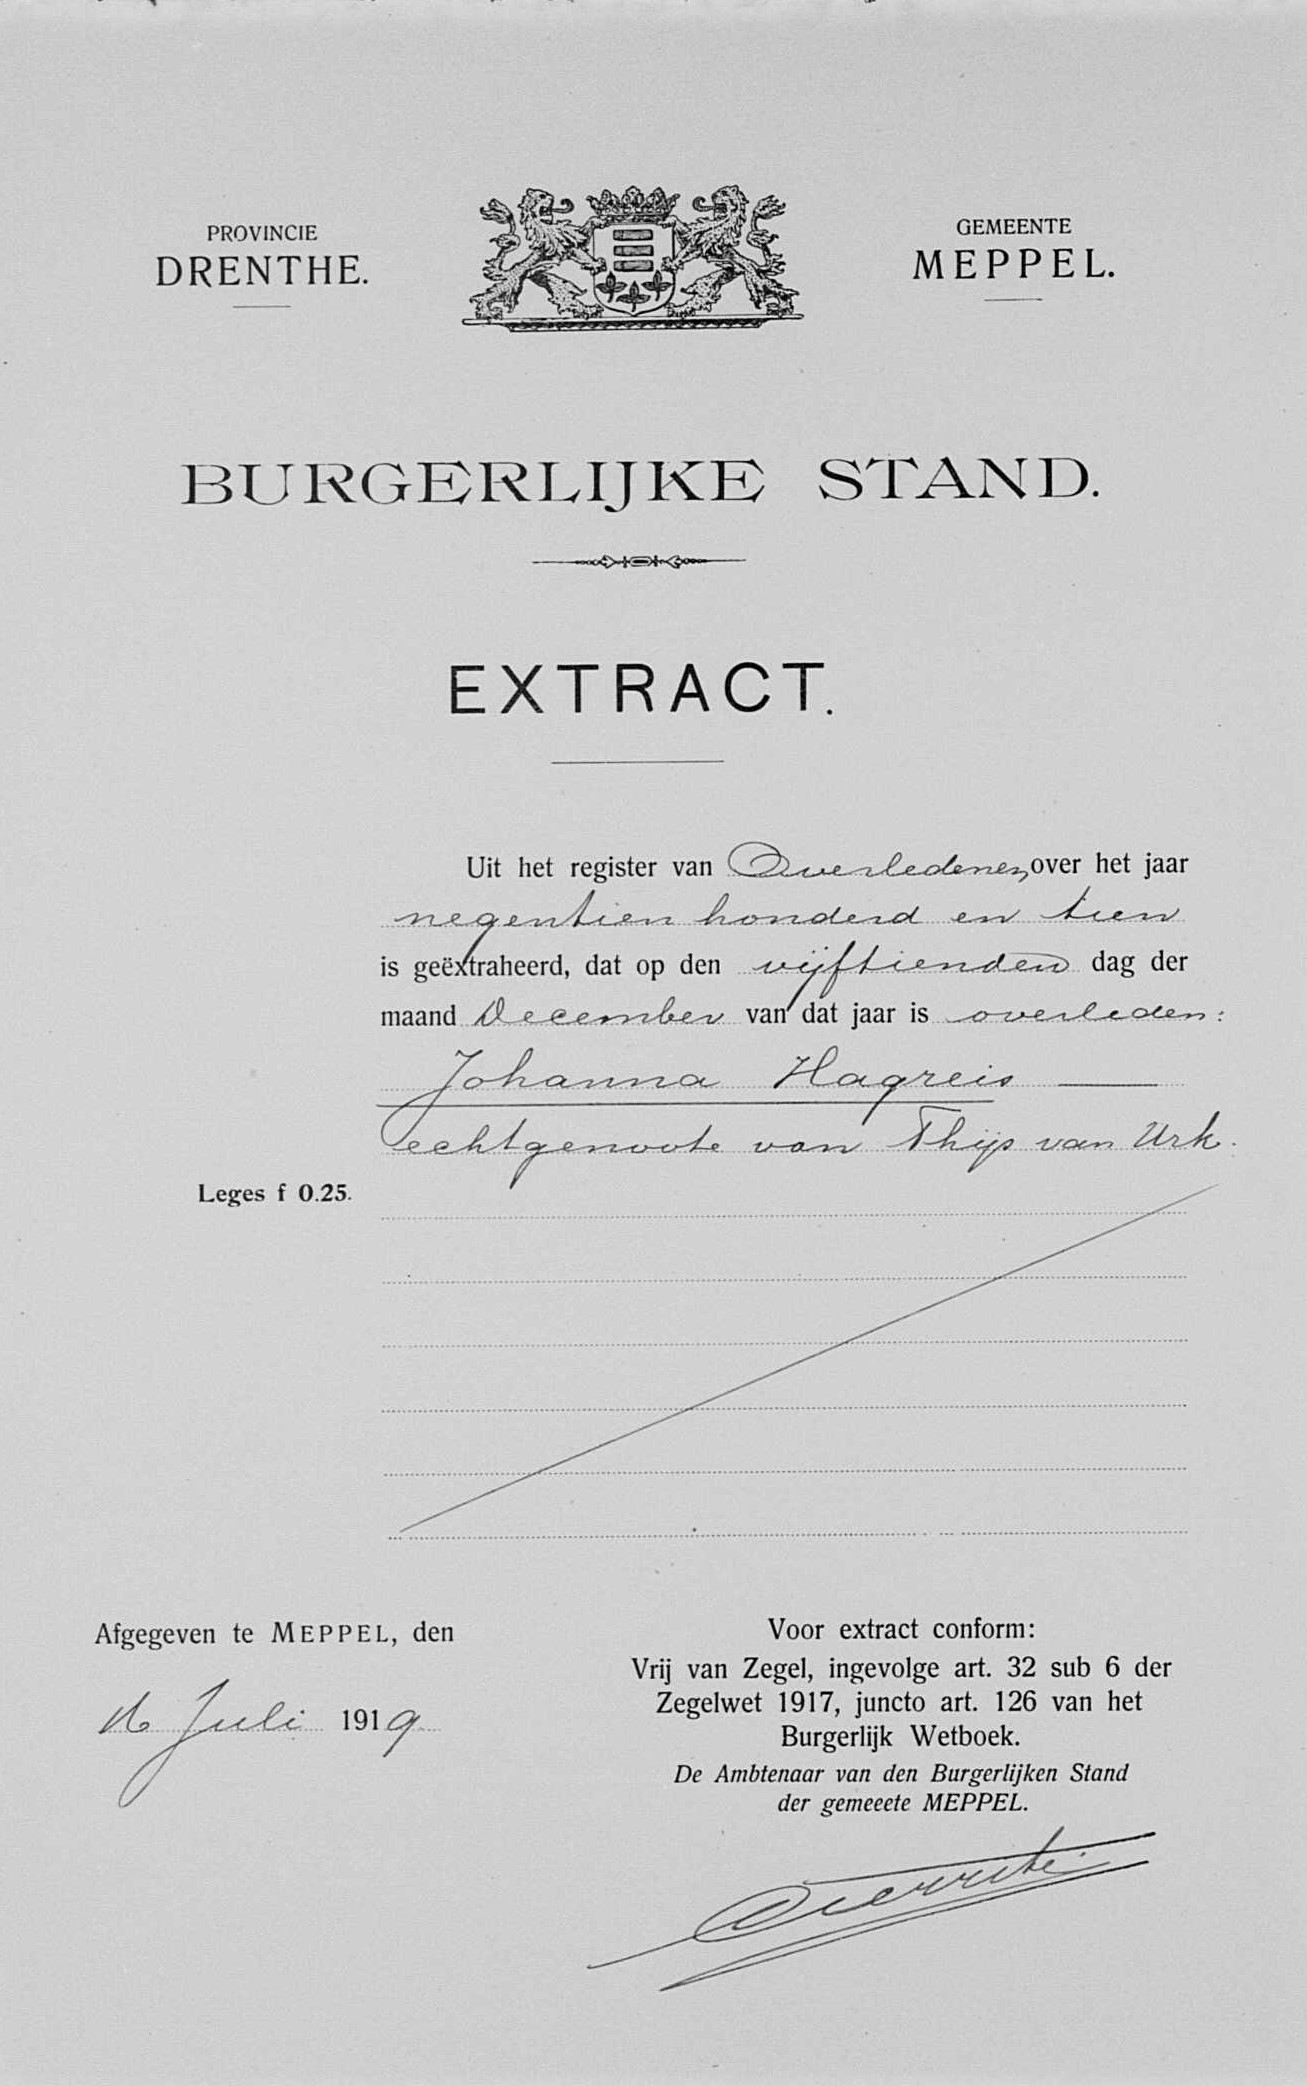 PROVINCIE
DRENTHE.
GEMEENTE
MEPPEL.
BURGERLIJKE STAND.
EXTRACT.
Uit het register van Overledenen, over het jaar
negentien honderd en tien
is geëxtraheerd, dat op den vijftienden dag der
maand December van dat jaar is overleden:
Johanna Hagreis
echtgenoote van Thijs van Urk.
Leges f 0.25.
Afgegeven te MEPPEL, den
16 Juli 1919
Voor extract conform:
Vrij van Zegel, ingevolge art. 32 sub 6 der
Zegelwet 1917, juncto art. 126 van het
Burgerlijk Wetboek.
De Ambtenaar van den Burgerlijken Stand
der gemeeete MEPPEL.